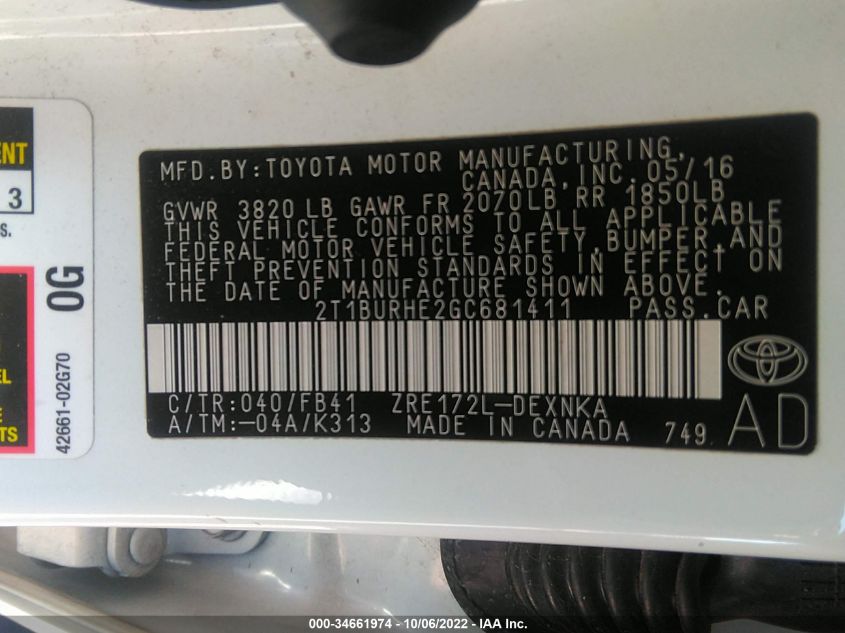 MFD.BY:TOYOTA MOTOR MANUFACTURING,
CANADA, INC. 05/16
GVWR 3820 LB GAWR FR 2070LB RR 1850LB
THIS VEHICLE CONFORMS TO ALL APPLICABLE
FEDERAL MOTOR VEHICLE SAFETY, BUMPER, AND
THEFT PREVENTION STANDARDS IN EFFECT ON
THE DATE OF MANUFACTURE SHOWN ABOVE.
2T1BURHE2GC681411 PASS.CAR
C/TR:040/FB41 ZRE172L-DEXNKA
A/TM:-04A/K313 MADE IN CANADA 749 AD
ENT
3
S.
EL
E
TS
0G
42661-02G70
000-34661974 - 10/06/2022 - IAA Inc.